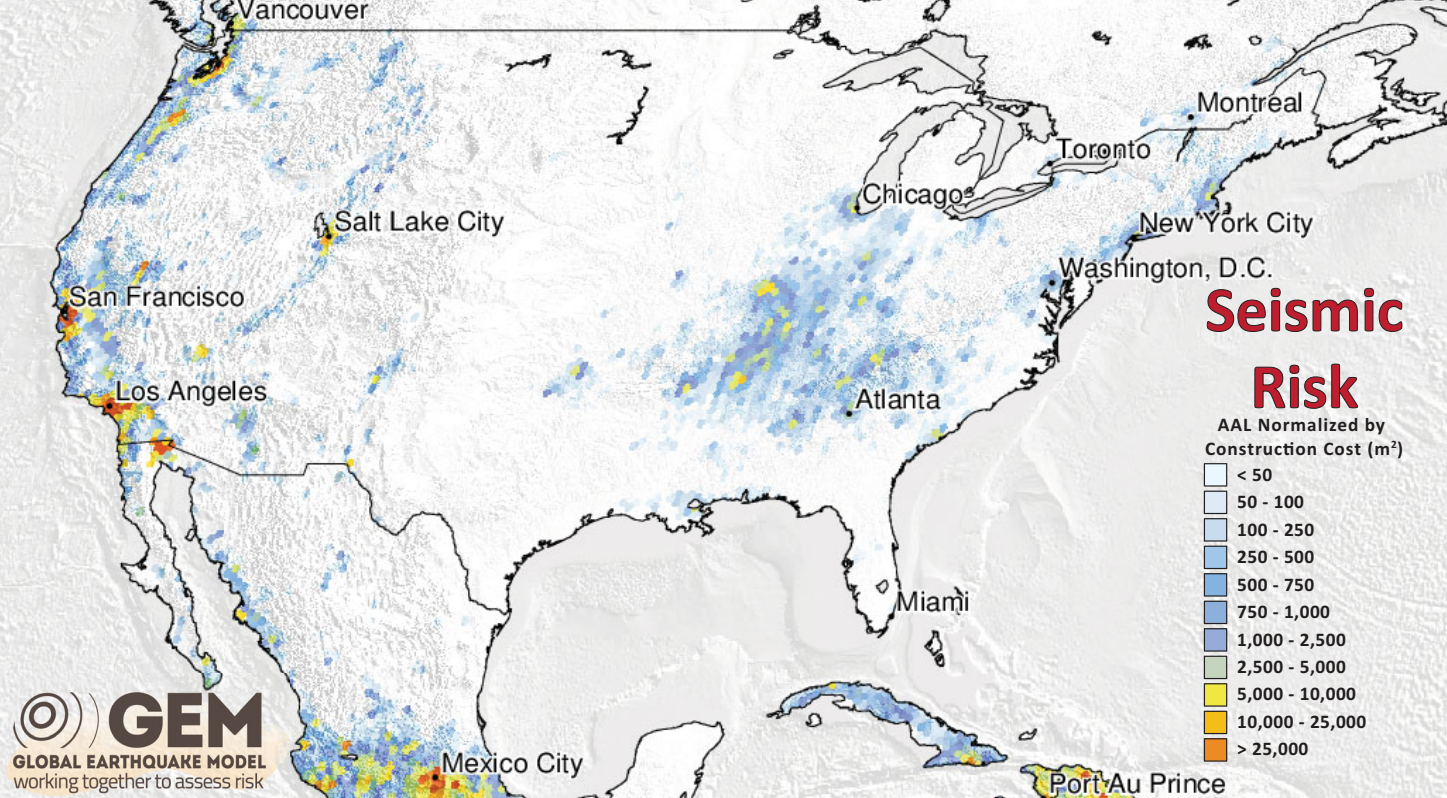 Vancouver
Montreal
Toronto
Chicago
Salt Lake City
New York City
Washington, D.C.
San Francisco
Seismic
Risk
Los Angeles
Atlanta
AAL Normalized by
Construction Cost (m²)
< 50
50 - 100
100 - 250
250 - 500
500 - 750
750 - 1,000
1,000 - 2,500
2,500 - 5,000
5,000 - 10,000
10,000 - 25,000
> 25,000
Miami
GEM
GLOBAL EARTHQUAKE MODEL
working together to assess risk
Mexico City
Port Au Prince